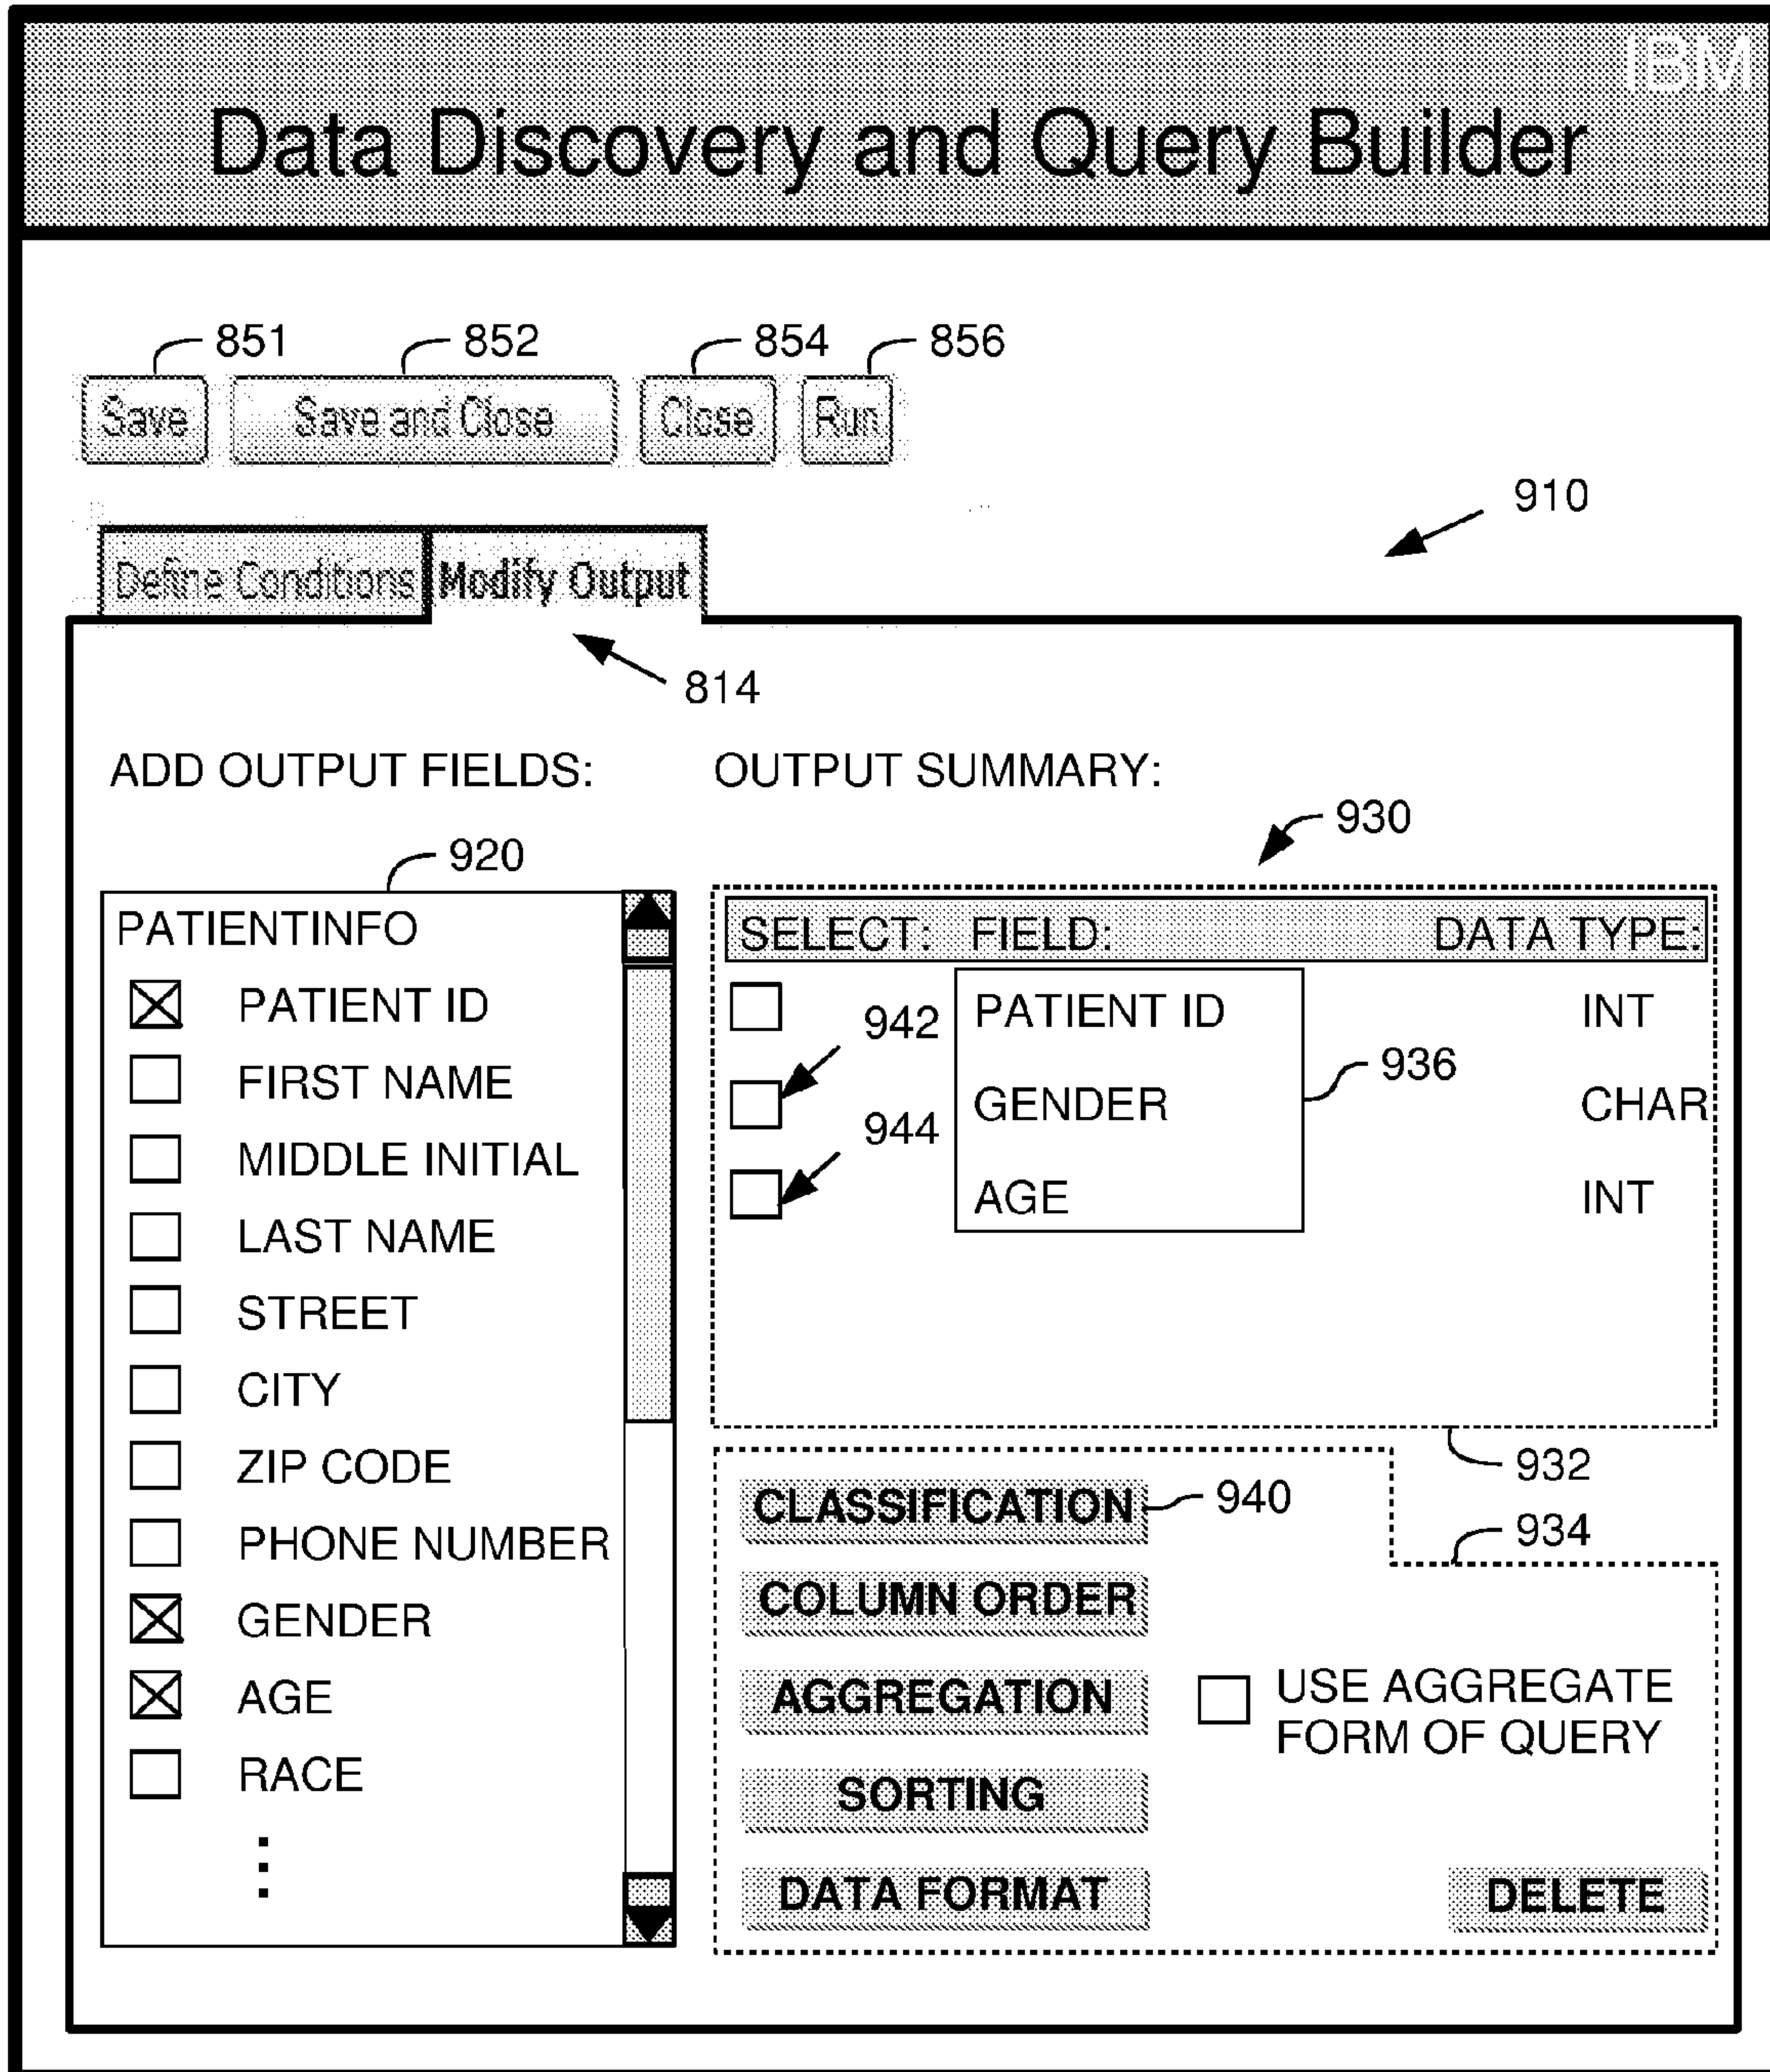 IBM
Data Discovery and Query Builder
851 852 854 856
Save Save and Close Close Run
910
Define Conditions Modify Output
814
ADD OUTPUT FIELDS: OUTPUT SUMMARY:
930
920
PATIENTINFO
PATIENT ID
FIRST NAME
MIDDLE INITIAL
LAST NAME
STREET
CITY
ZIP CODE
PHONE NUMBER
GENDER
AGE
RACE
SELECT: FIELD: DATA TYPE:
PATIENT ID INT
942
936
GENDER CHAR
944
AGE INT
932
CLASSIFICATION 940
934
COLUMN ORDER
AGGREGATION
USE AGGREGATE
FORM OF QUERY
SORTING
DATA FORMAT DELETE